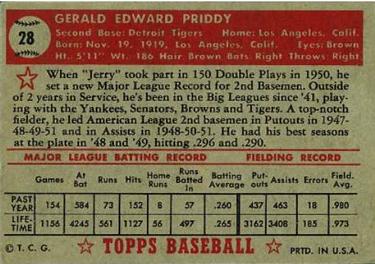 28
GERALD EDWARD PRIDDY
Second Base: Detroit Tigers Home: Los Angeles, Calif.
Born: Nov. 19, 1919, Los Angeles, Calif. Eyes: Brown
Ht.: 5'11" Wt.: 186 Hair Brown Bats Right Throws Right
When "Jerry" took part in 150 Double Plays in 1950, he
set a new Major League Record for 2nd Basemen. Outside
of 2 years in Service, he's been in the Big Leagues since '41,
playing with the Yankees, Senators, Browns and Tigers. A top-notch
fielder, he led American League 2nd basemen in Putouts in 1947-
48-49-51 and in Assists in 1948-50-51. He had his best seasons
at the plate in '48 and '49, hitting .296 and .290.
MAJOR LEAGUE BATTING RECORD FIELDING RECORD
Games At Bat Runs Hits Home Runs Runs Batted In Batting Average Put-outs Assists Errors Field. Avg.
PAST YEAR 154 584 73 152 8 57 .260 437 463 18 .980
LIFE-TIME 1156 4245 561 1127 56 497 .265 3163 3388 185 .973
© T. C. G. TOPPS BASEBALL PRTD. IN U.S.A.